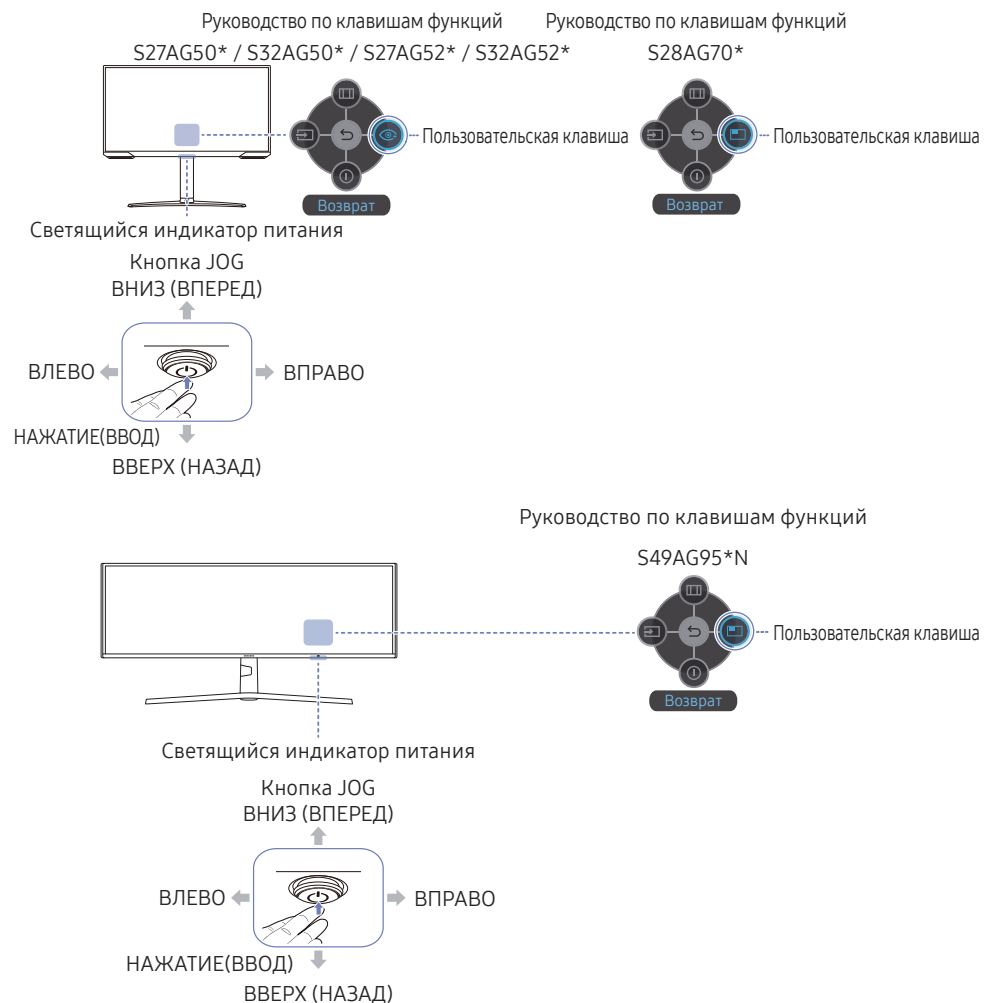 Руководство по клавишам функций
Руководство по клавишам функций
S27AG50* / S32AG50* / S27AG52* / S32AG52*
S28AG70*
Пользовательская клавиша
Пользовательская клавиша
Возврат
Возврат
Светящийся индикатор питания
Кнопка JOG
ВНИЗ (ВПЕРЕД)
ВЛЕВО
ВПРАВО
НАЖАТИЕ(ВВОД)
ВВЕРХ (НАЗАД)
Руководство по клавишам функций
S49AG95*N
Пользовательская клавиша
Возврат
Светящийся индикатор питания
Кнопка JOG
ВНИЗ (ВПЕРЕД)
ВЛЕВО
ВПРАВО
НАЖАТИЕ(ВВОД)
ВВЕРХ (НАЗАД)